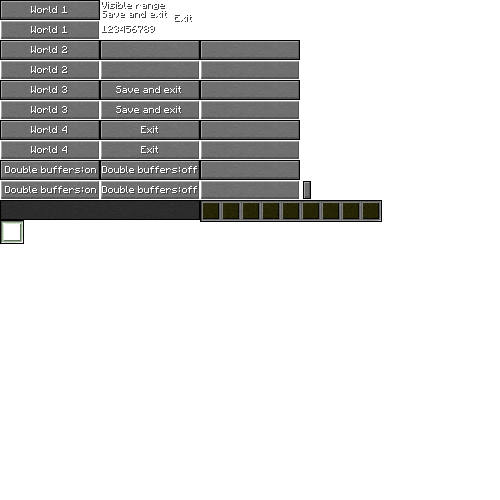 World 1
Visible range
Save and exit
Exit
World 1
123456789
World 2
World 2
World 3
Save and exit
World 3
Save and exit
World 4
Exit
World 4
Exit
Double buffers:on
Double buffers:off
Double buffers:on
Double buffers:off